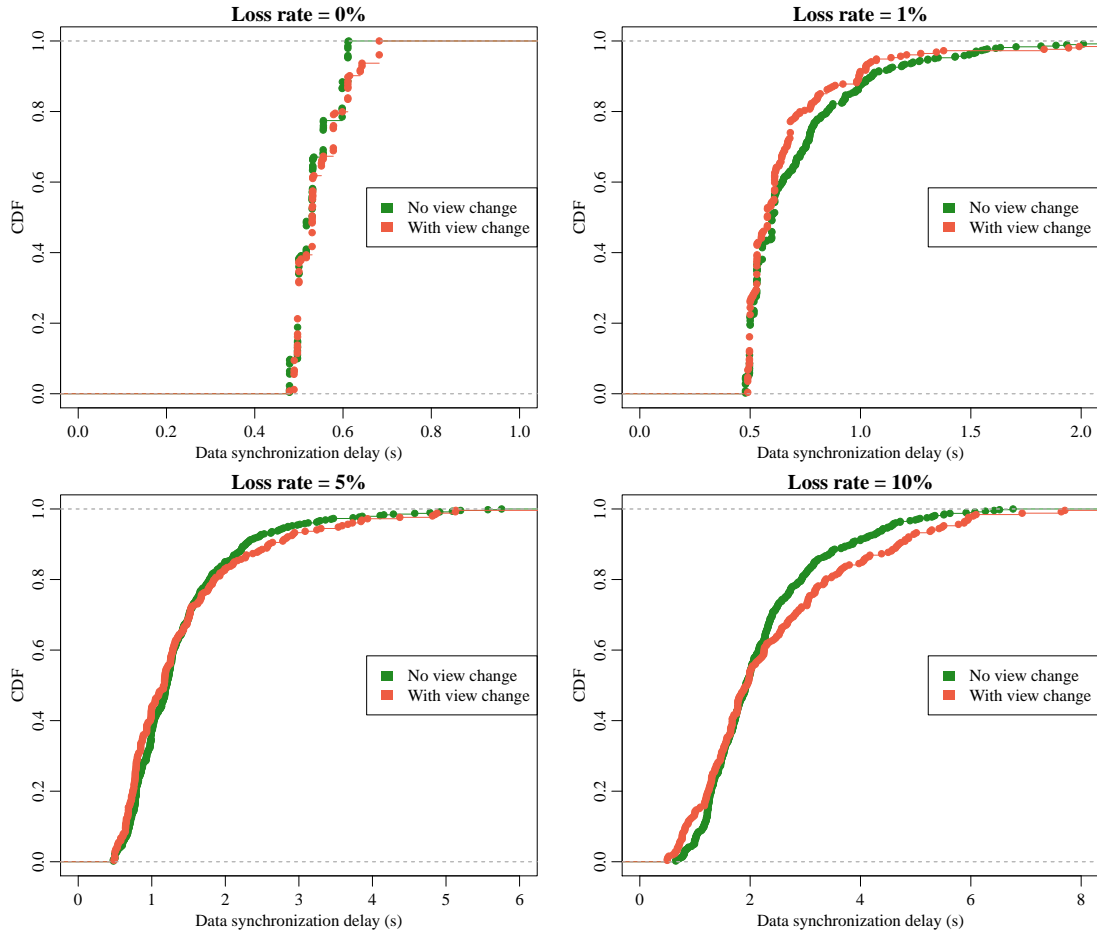 Loss rate = 0%
CDF
1.0
0.8
0.6
0.4
0.2
0.0
No view change
With view change
0.0 0.2 0.4 0.6 0.8 1.0
Data synchronization delay (s)
Loss rate = 1%
CDF
1.0
0.8
0.6
0.4
0.2
0.0
No view change
With view change
0.0 0.5 1.0 1.5 2.0
Data synchronization delay (s)
Loss rate = 5%
CDF
1.0
0.8
0.6
0.4
0.2
0.0
No view change
With view change
0 1 2 3 4 5 6
Data synchronization delay (s)
Loss rate = 10%
CDF
1.0
0.8
0.6
0.4
0.2
0.0
No view change
With view change
0 2 4 6 8
Data synchronization delay (s)